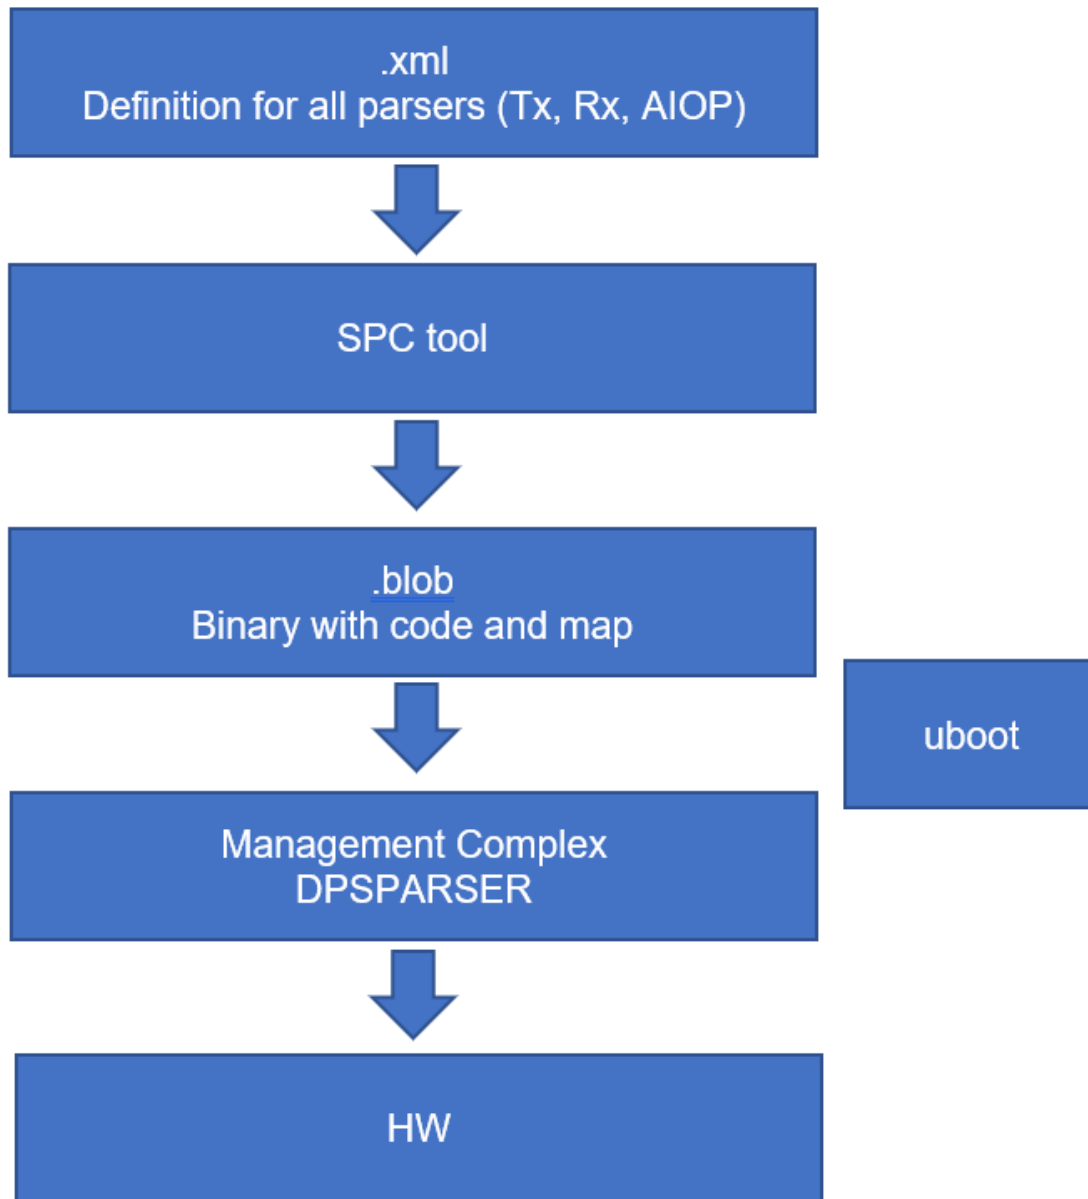 .xml
Definition for all parsers (Tx, Rx, AIOP)
SPC tool
.blob
Binary with code and map
uboot
Management Complex
DPSPARSER
HW